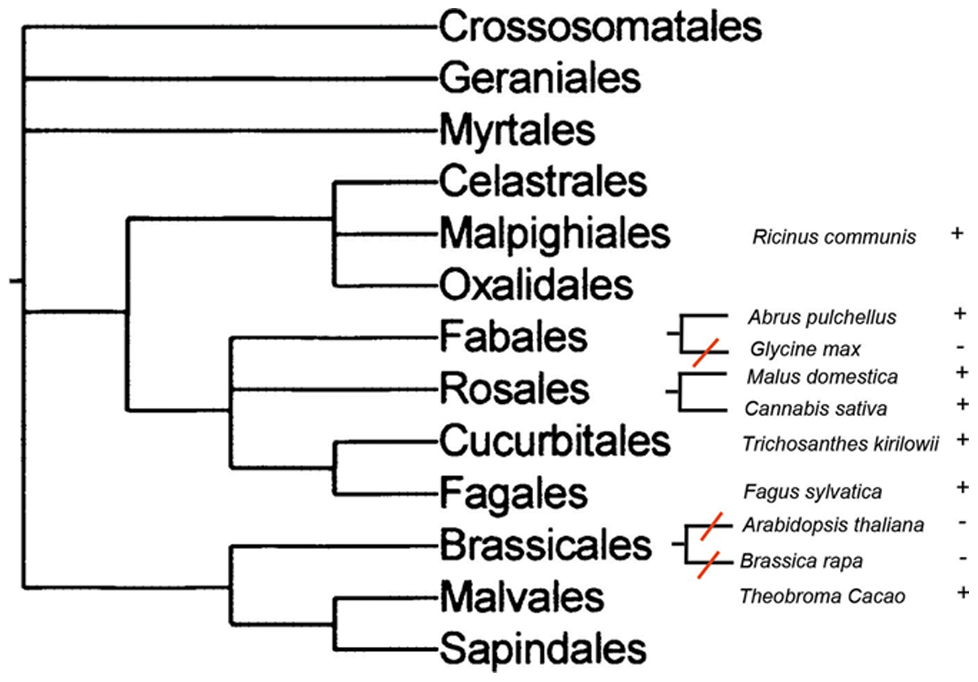 Crossosomatales
Geraniales
Myrtales
Celastrales
Malpighiales Ricinus communis +
Oxalidales
Abrus pulchellus +
Fabales
Glycine max -
Malus domestica +
Rosales
Cannabis sativa +
Cucurbitales Trichosanthes kirilowii +
Fagales Fagus sylvatica +
Arabidopsis thaliana -
Brassicales
Brassica rapa -
Malvales Theobroma Cacao +
Sapindales